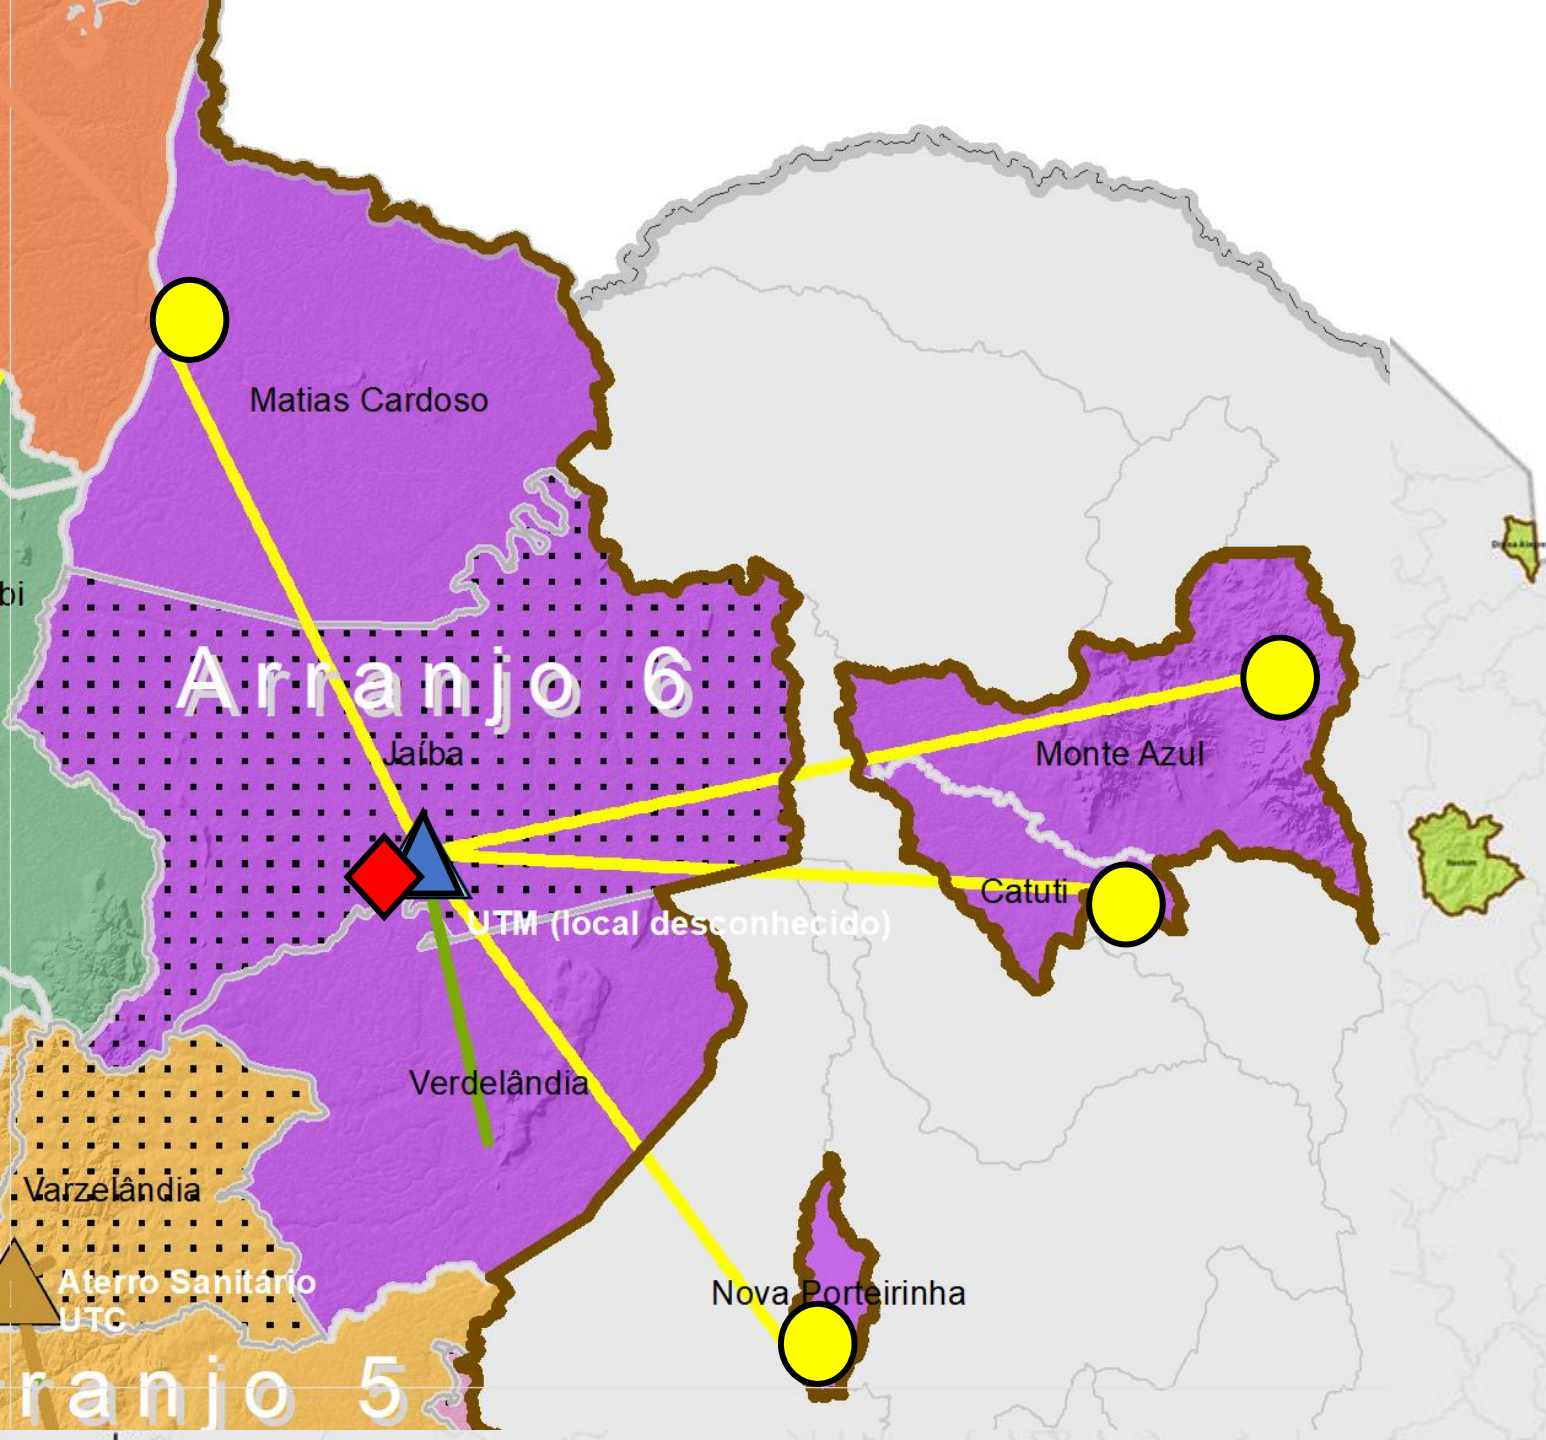 Matias Cardoso
bi
Arranjo 6
Jaíba
Monte Azul
Catuti
UTM (local desconhecido)
Verdelândia
Varzelândia
Aterro Sanitário
UTC
Nova Porteirinha
ranjo 5